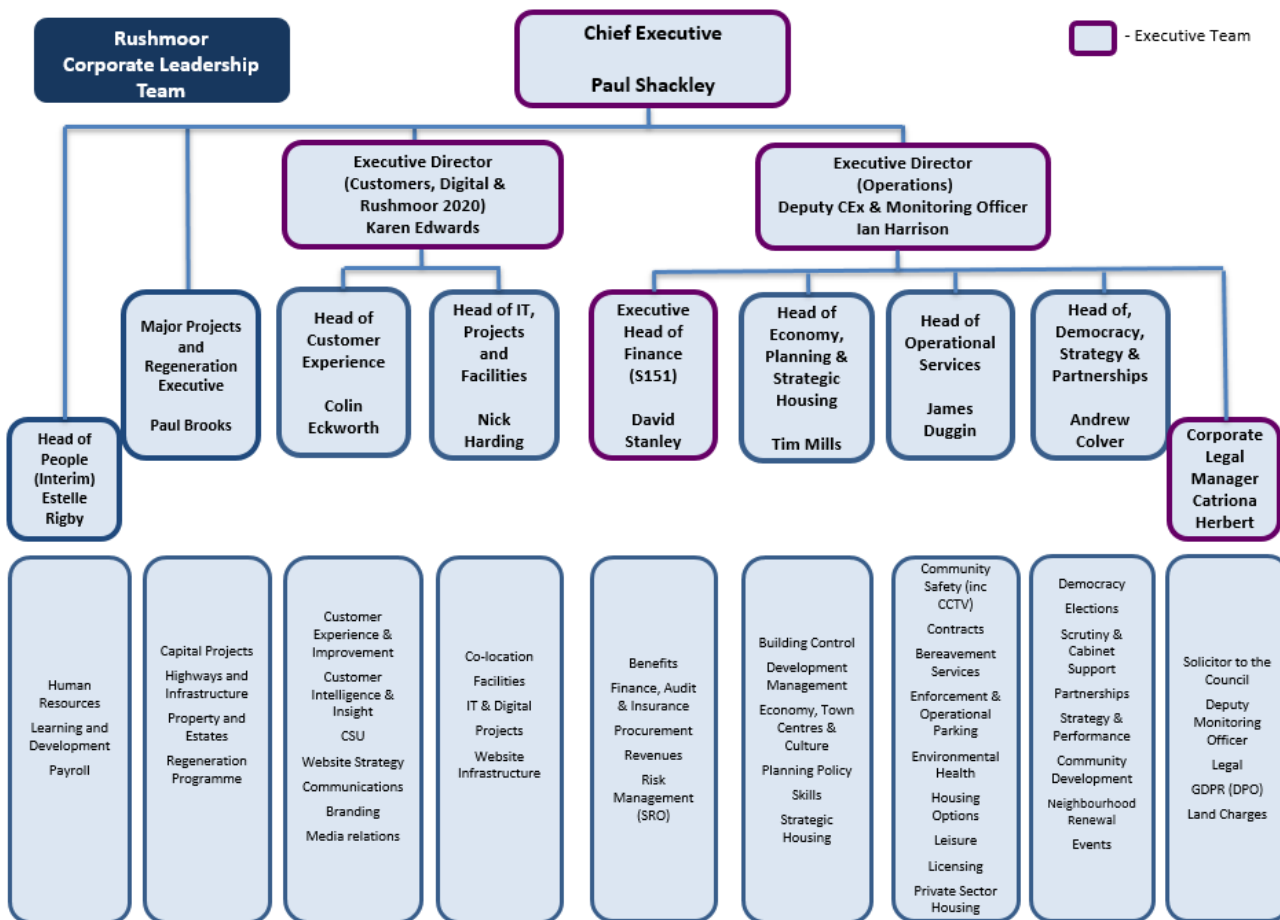 Rushmoor
Corporate Leadership
Team
Chief Executive
Paul Shackley
- Executive Team
Executive Director
(Customers, Digital &
Rushmoor 2020)
Karen Edwards
Executive Director
(Operations)
Deputy CEx & Monitoring Officer
Ian Harrison
Head of
People
(Interim)
Estelle
Rigby
Major Projects
and
Regeneration
Executive
Paul Brooks
Head of
Customer
Experience
Colin
Eckworth
Head of IT,
Projects
and
Facilities
Nick
Harding
Executive
Head of
Finance
(S151)
David
Stanley
Head of
Economy,
Planning &
Strategic
Housing
Tim Mills
Head of
Operational
Services
James
Duggin
Head of,
Democracy,
Strategy &
Partnerships
Andrew
Colver
Corporate
Legal
Manager
Catriona
Herbert
Human
Resources
Learning and
Development
Payroll
Capital Projects
Highways and
Infrastructure
Property and
Estates
Regeneration
Programme
Customer
Experience &
Improvement
Customer
Intelligence &
Insight
CSU
Website Strategy
Communications
Branding
Media relations
Co-location
Facilities
IT & Digital
Projects
Website
Infrastructure
Benefits
Finance, Audit
& Insurance
Procurement
Revenues
Risk
Management
(SRO)
Building Control
Development
Management
Economy, Town
Centres &
Culture
Planning Policy
Skills
Strategic
Housing
Community
Safety (inc
CCTV)
Contracts
Bereavement
Services
Enforcement &
Operational
Parking
Environmental
Health
Housing
Options
Leisure
Licensing
Private Sector
Housing
Democracy
Elections
Scrutiny &
Cabinet
Support
Partnerships
Strategy &
Performance
Community
Development
Neighbourhood
Renewal
Events
Solicitor to the
Council
Deputy
Monitoring
Officer
Legal
GDPR (DPO)
Land Charges